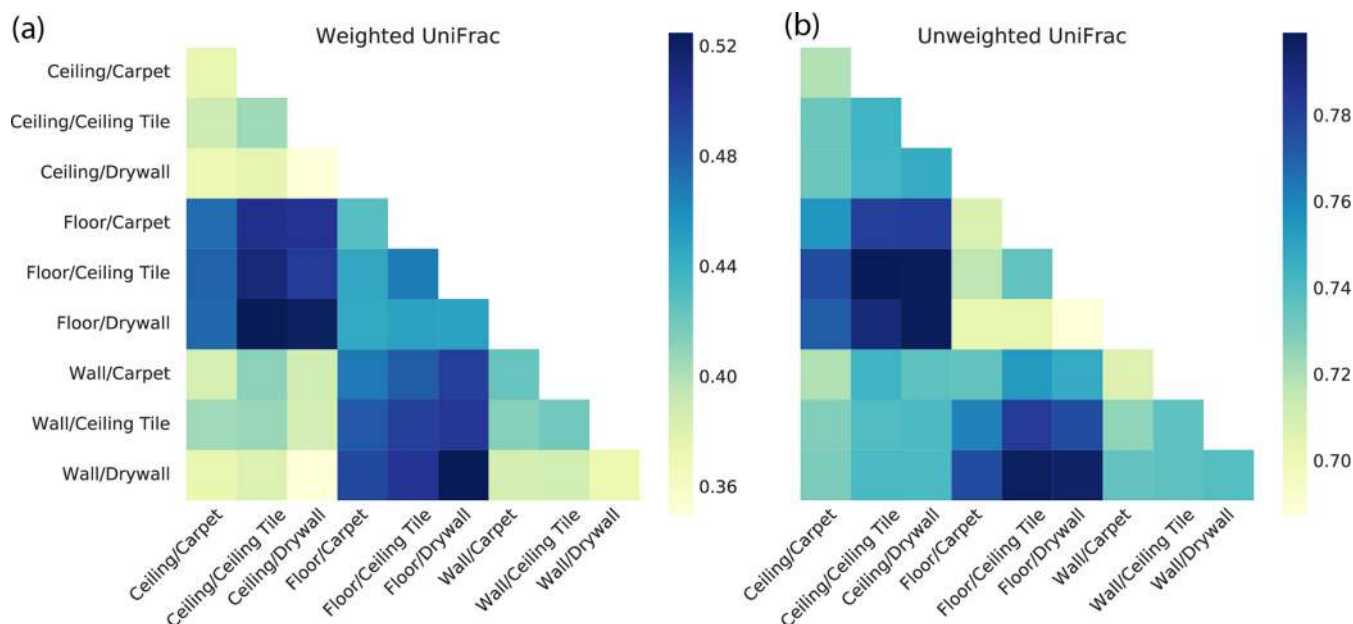 (a)
Weighted UniFrac
Ceiling/Carpet
Ceiling/Ceiling Tile
Ceiling/Drywall
Floor/Carpet
Floor/Ceiling Tile
Floor/Drywall
Wall/Carpet
Wall/Ceiling Tile
Wall/Drywall
Ceiling/Carpet
Ceiling/Ceiling Tile
Ceiling/Drywall
Floor/Carpet
Floor/Ceiling Tile
Floor/Drywall
Wall/Carpet
Wall/Ceiling Tile
Wall/Drywall
0.52
0.48
0.44
0.40
0.36
(b)
Unweighted UniFrac
Ceiling/Carpet
Ceiling/Ceiling Tile
Ceiling/Drywall
Floor/Carpet
Floor/Ceiling Tile
Floor/Drywall
Wall/Carpet
Wall/Ceiling Tile
Wall/Drywall
0.78
0.76
0.74
0.72
0.70